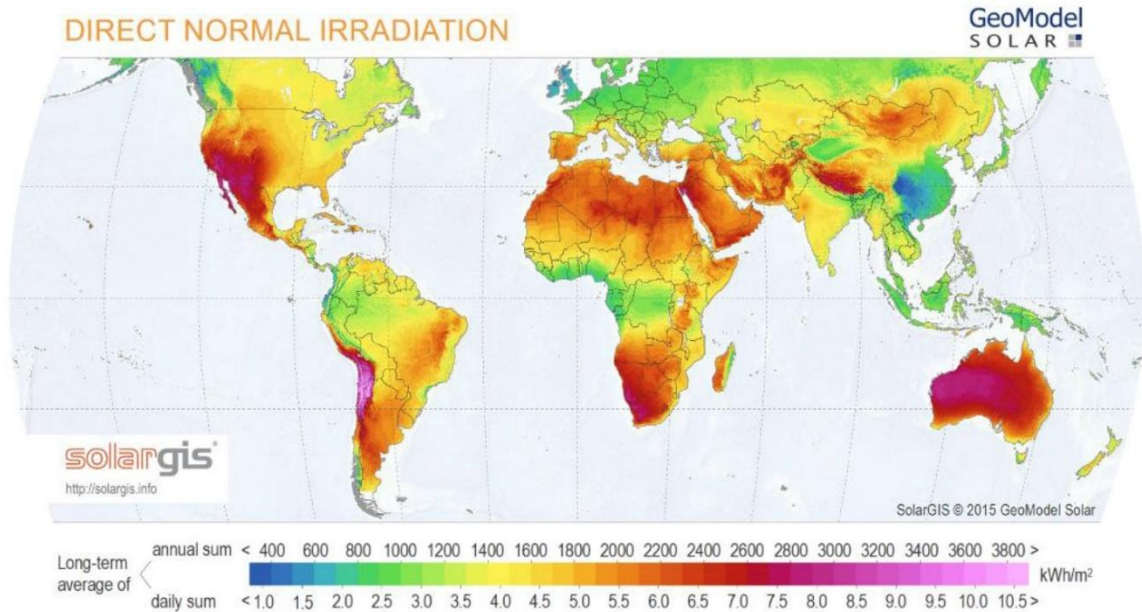 DIRECT NORMAL IRRADIATION
GeoModel
SOLAR
sollargis
http://solargis.info
SolarGIS © 2015 GeoModel Solar
Long-term
average of
annual sum < 400 600 800 1000 1200 1400 1600 1800 2000 2200 2400 2600 2800 3000 3200 3400 3600 3800 >
kWh/m²
daily sum < 1.0 1.5 2.0 2.5 3.0 3.5 4.0 4.5 5.0 5.5 6.0 6.5 7.0 7.5 8.0 8.5 9.0 9.5 10.0 10.5 >